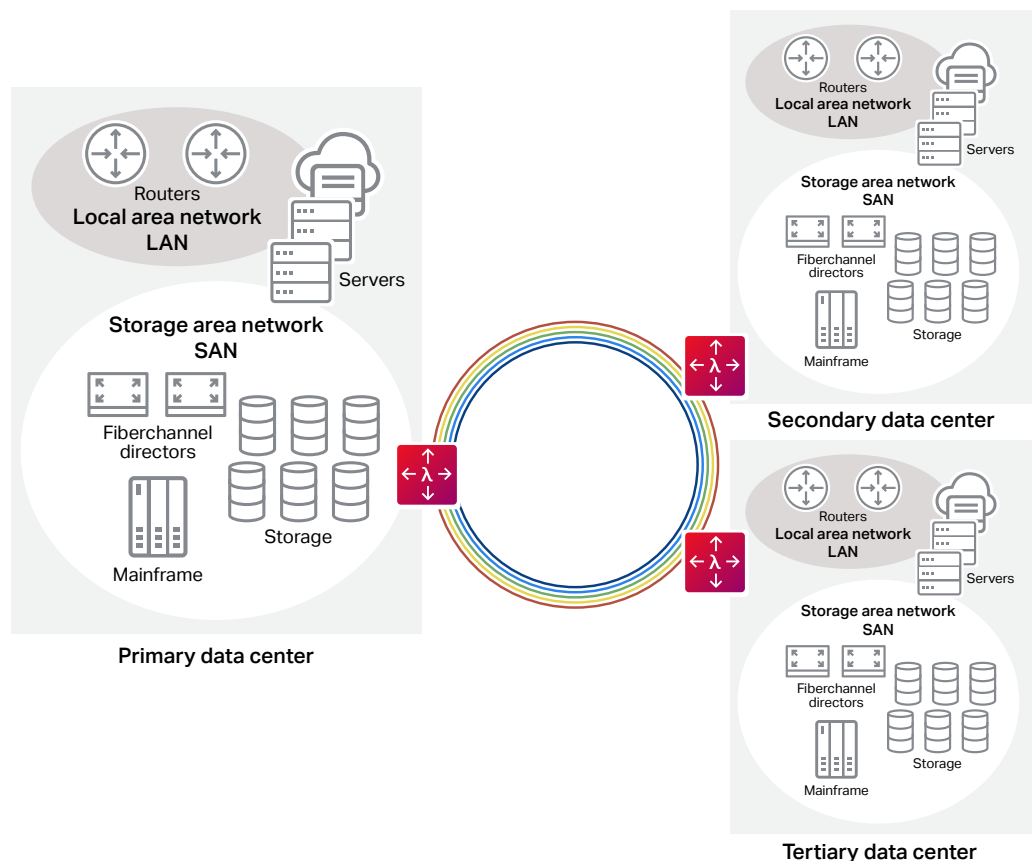 Routers
Local area network
LAN
Servers
Storage area network
SAN
Fiberchannel
directors
Storage
Mainframe
Primary data center
λ
Routers
Local area network
LAN
Servers
Storage area network
SAN
Fiberchannel
directors
Storage
Mainframe
λ
Secondary data center
Routers
Local area network
LAN
Servers
Storage area network
SAN
Fiberchannel
directors
Storage
Mainframe
λ
Tertiary data center